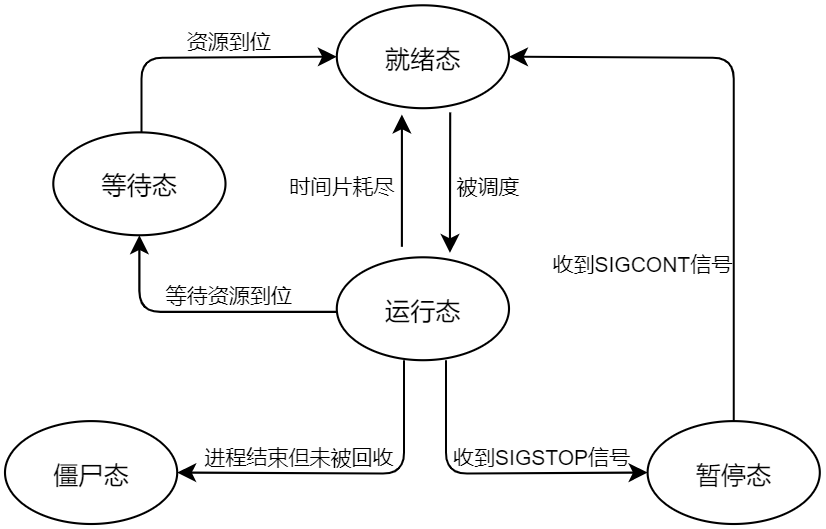 资源到位
就绪态
等待态
时间片耗尽
被调度
收到SIGCONT信号
等待资源到位
运行态
进程结束但未被回收
收到SIGSTOP信号
僵尸态
暂停态